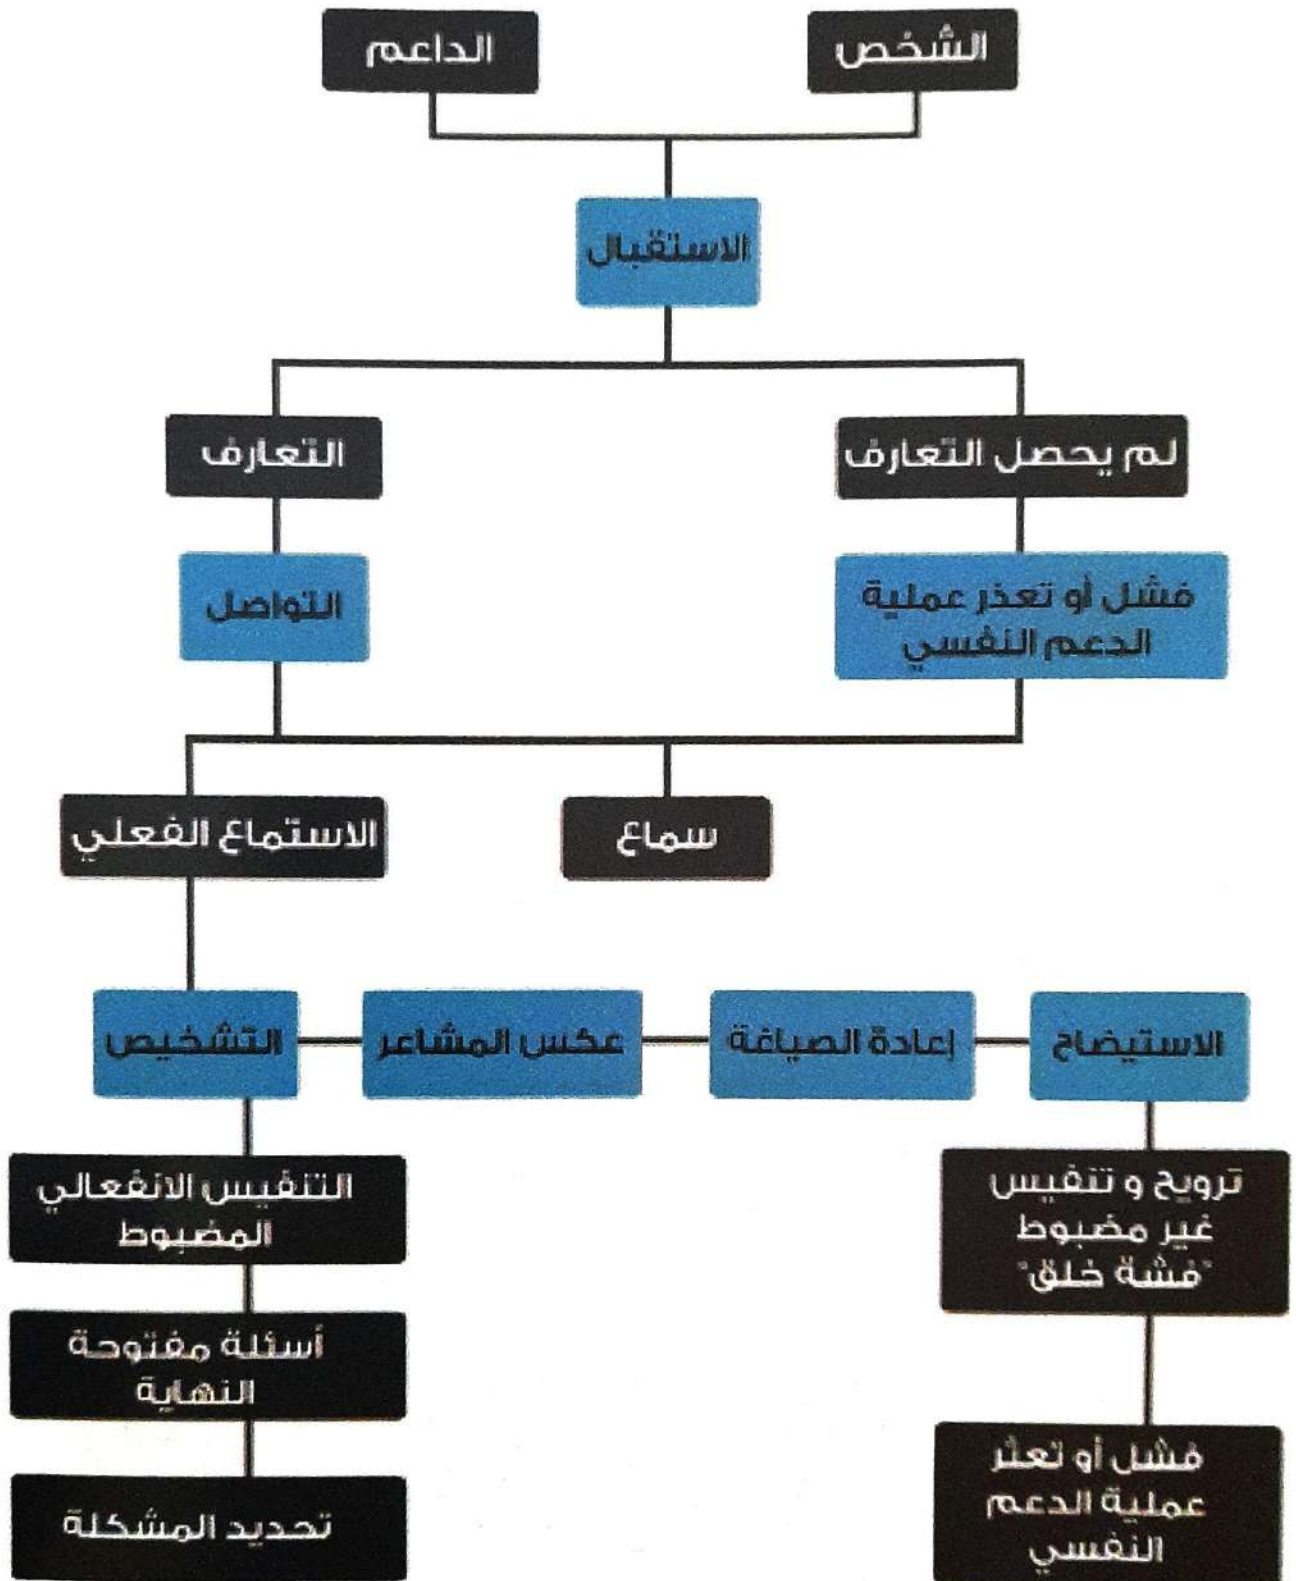 الشخص
الداعم
الاستقبال
لم يحصل التعارف
التعارف
فشل أو تعذر عملية
الدعم النفسي
التواصل
سماع
الاستماع الفعلي
الاستيضاح
إعادة الصياغة
عكس المشاعر
التشخيص
ترويح و تنفيس
غير مضبوط
"فشة خلق"
فشل أو تعثر
عملية الدعم
النفسي
التنفيس الانفعالي
المضبوط
أسئلة مفتوحة
النهاية
تحديد المشكلة